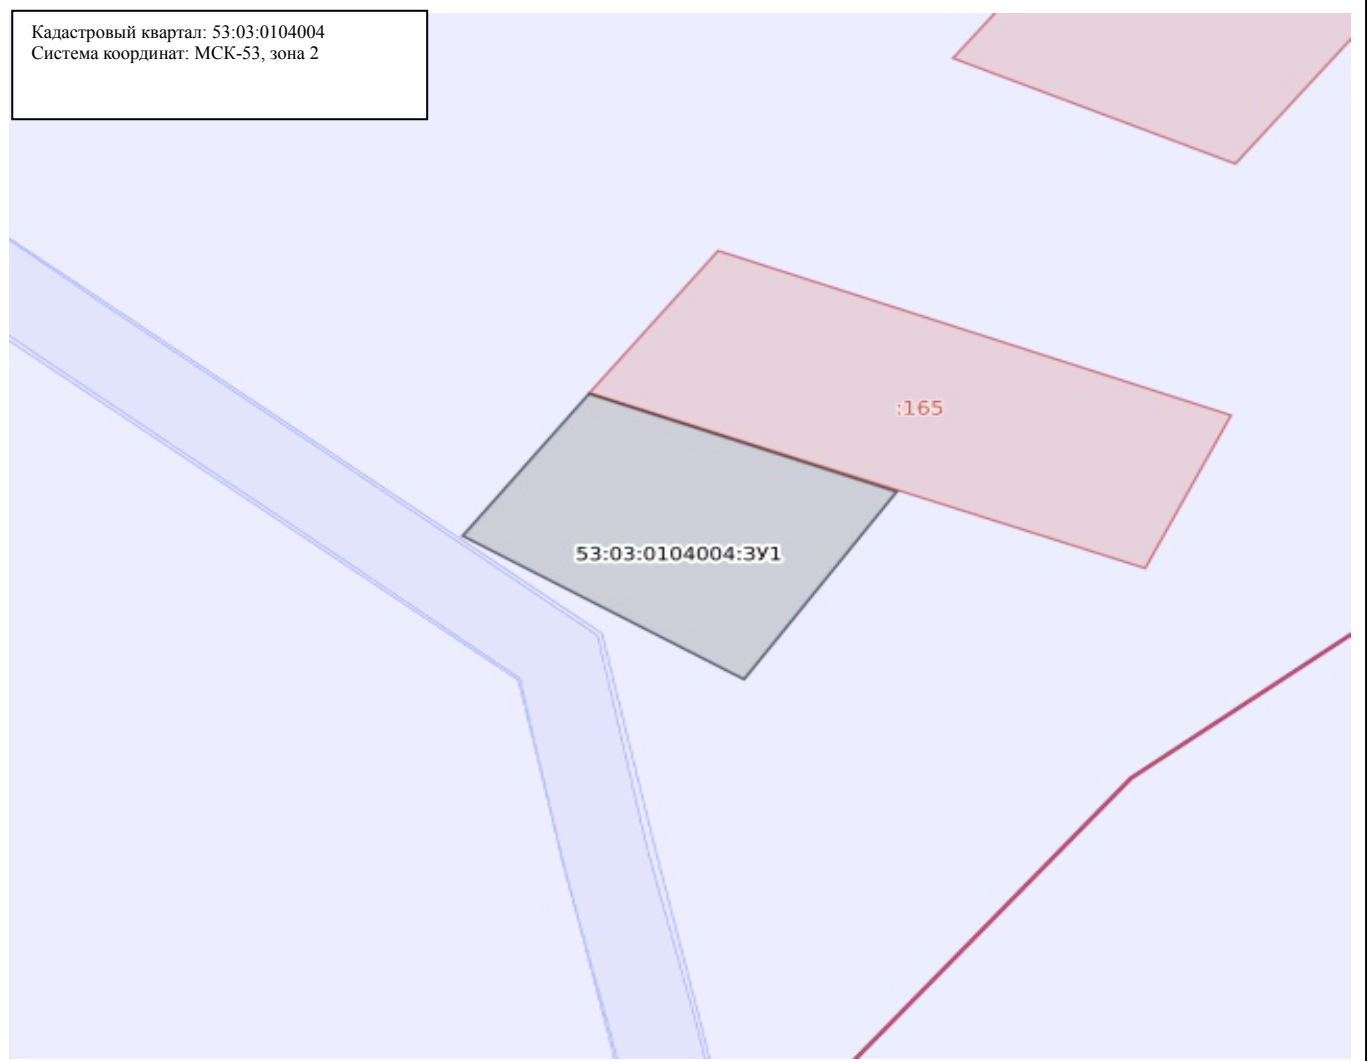 Кадастровый квартал: 53:03:0104004
Система координат: МСК-53, зона 2
:165
53:03:0104004:ЗУ1